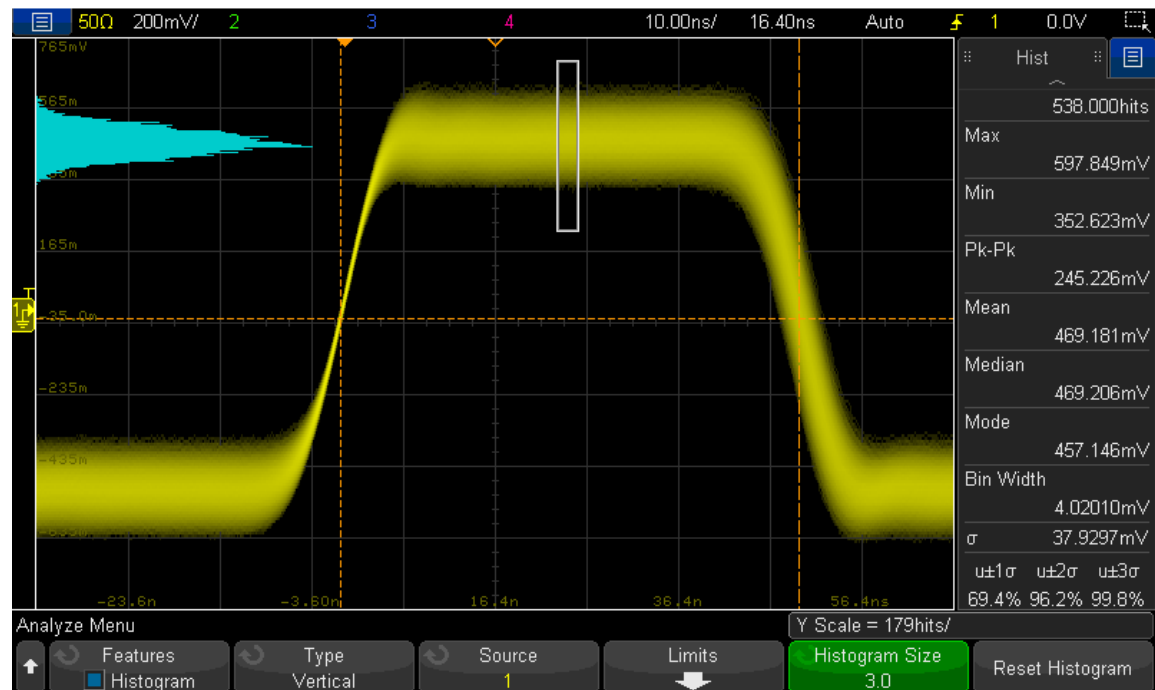 50Ω 200mV/ 2 3 4 10.00ns/ 16.40ns Auto 1 0.0V
765mV
565m
165m
-35.0m
-235m
-435m
-23.6n -3.60n 16.4n 36.4n 56.4ns
T
1
Hist
538.000hits
Max
597.849mV
Min
352.623mV
Pk-Pk
245.226mV
Mean
469.181mV
Median
469.206mV
Mode
457.146mV
Bin Width
4.02010mV
σ 37.9297mV
u±1σ u±2σ u±3σ
69.4% 96.2% 99.8%
Analyze Menu
Y Scale = 179hits/
Features
Histogram
Type
Vertical
Source
1
Limits
Histogram Size
3.0
Reset Histogram